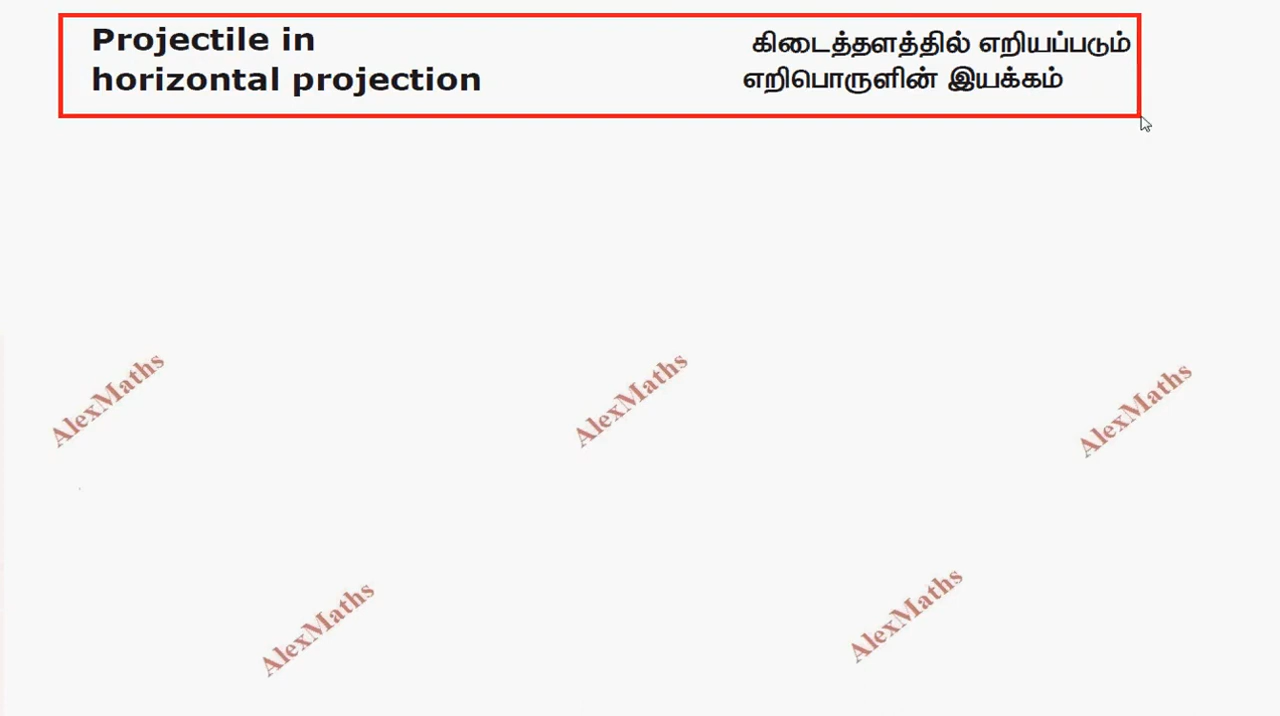 Projectile in
horizontal projection
கிடைத்தளத்தில் எறியப்படும்
எறிபொருளின் இயக்கம்
AlexMaths
AlexMaths
AlexMaths
AlexMaths
AlexMaths